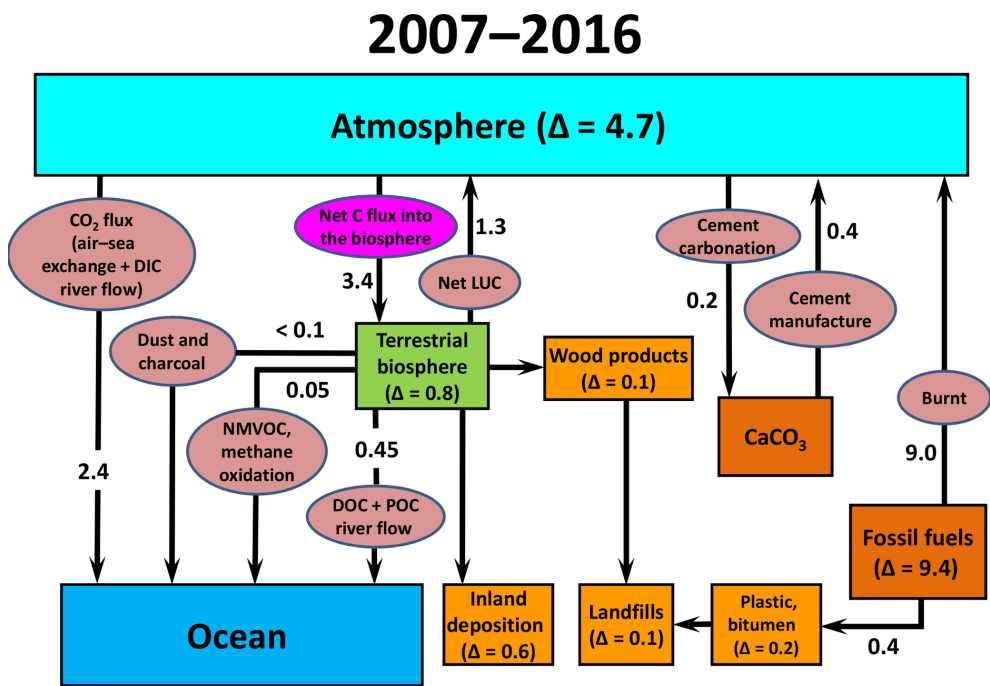 2007–2016
Atmosphere (Δ = 4.7)
CO₂ flux
(air–sea
exchange + DIC
river flow)
2.4
Net C flux into
the biosphere
3.4
1.3
Net LUC
Cement
carbonation
0.2
0.4
Cement
manufacture
Dust and
charcoal
< 0.1
Terrestrial
biosphere
(Δ = 0.8)
Wood products
(Δ = 0.1)
0.05
NMVOC,
methane
oxidation
0.45
DOC + POC
river flow
CaCO₃
Burnt
9.0
Fossil fuels
(Δ = 9.4)
0.4
Ocean
Inland
deposition
(Δ = 0.6)
Landfills
(Δ = 0.1)
Plastic,
bitumen
(Δ = 0.2)